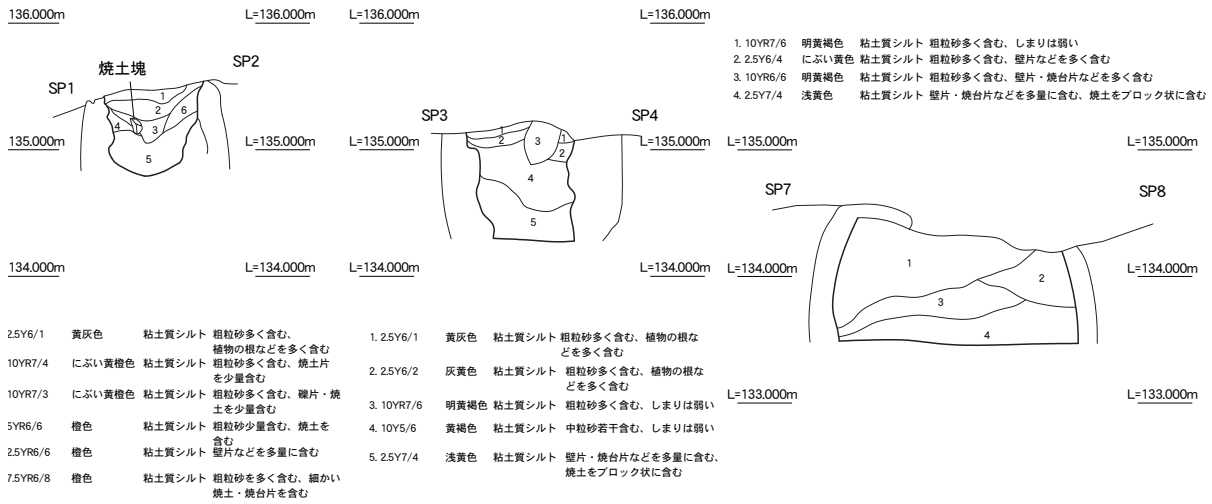 136.000m
L=136.000m
SP1
焼土塊
SP2
1
2
6
4
3
5
135.000m
L=135.000m
134.000m
L=134.000m
2.5Y6/1 黄灰色 粘土質シルト 粗粒砂多く含む、
植物の根などを多く含む
10YR7/4 にぶい黄橙色 粘土質シルト 粗粒砂多く含む、焼土片
を少量含む
10YR7/3 にぶい黄橙色 粘土質シルト 粗粒砂多く含む、礫片・焼
土を少量含む
5YR6/6 橙色 粘土質シルト 粗粒砂少量含む、焼土を
含む
2.5YR6/6 橙色 粘土質シルト 壁片などを多量に含む
7.5YR6/8 橙色 粘土質シルト 粗粒砂を多く含む、細かい
焼土・焼台片を含む
L=136.000m
L=136.000m
SP3
SP4
1
2
3
1
2
4
5
L=135.000m
L=135.000m
L=134.000m
L=134.000m
1. 2.5Y6/1 黄灰色 粘土質シルト 粗粒砂多く含む、植物の根な
どを多く含む
2. 2.5Y6/2 灰黄色 粘土質シルト 粗粒砂多く含む、植物の根な
どを多く含む
3. 10YR7/6 明黄褐色 粘土質シルト 粗粒砂多く含む、しまりは弱い
4. 10Y5/6 黄褐色 粘土質シルト 中粒砂若干含む、しまりは弱い
5. 2.5Y7/4 浅黄色 粘土質シルト 壁片・焼台片などを多量に含む、
焼土をブロック状に含む
1. 10YR7/6 明黄褐色 粘土質シルト 粗粒砂多く含む、しまりは弱い
2. 2.5Y6/4 にぶい黄色 粘土質シルト 粗粒砂多く含む、壁片などを多く含む
3. 10YR6/6 明黄褐色 粘土質シルト 粗粒砂多く含む、壁片・焼台片などを多く含む
4. 2.5Y7/4 浅黄色 粘土質シルト 壁片・焼台片などを多量に含む、焼土をブロック状に含む
L=135.000m
L=135.000m
SP7
SP8
1
2
3
4
L=134.000m
L=134.000m
L=133.000m
L=133.000m